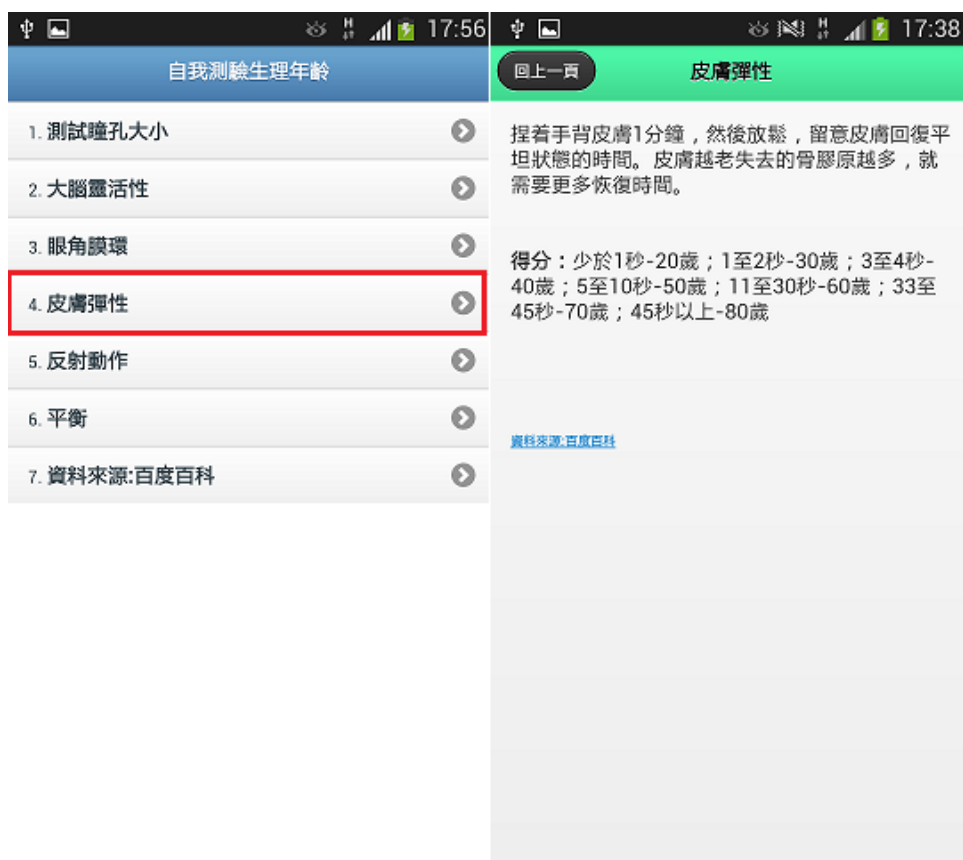 17:56
自我測驗生理年齡
1. 測試瞳孔大小
2. 大腦靈活性
3. 眼角膜環
4. 皮膚彈性
5. 反射動作
6. 平衡
7. 資料來源:百度百科
H
17:38
回上一頁
皮膚彈性
捏着手背皮膚1分鐘，然後放鬆，留意皮膚回復平
坦狀態的時間。皮膚越老失去的骨膠原越多，就
需要更多恢復時間。
得分：少於1秒-20歲；1至2秒-30歲；3至4秒-
40歲；5至10秒-50歲；11至30秒-60歲；33至
45秒-70歲；45秒以上-80歲
資料來源:百度百科